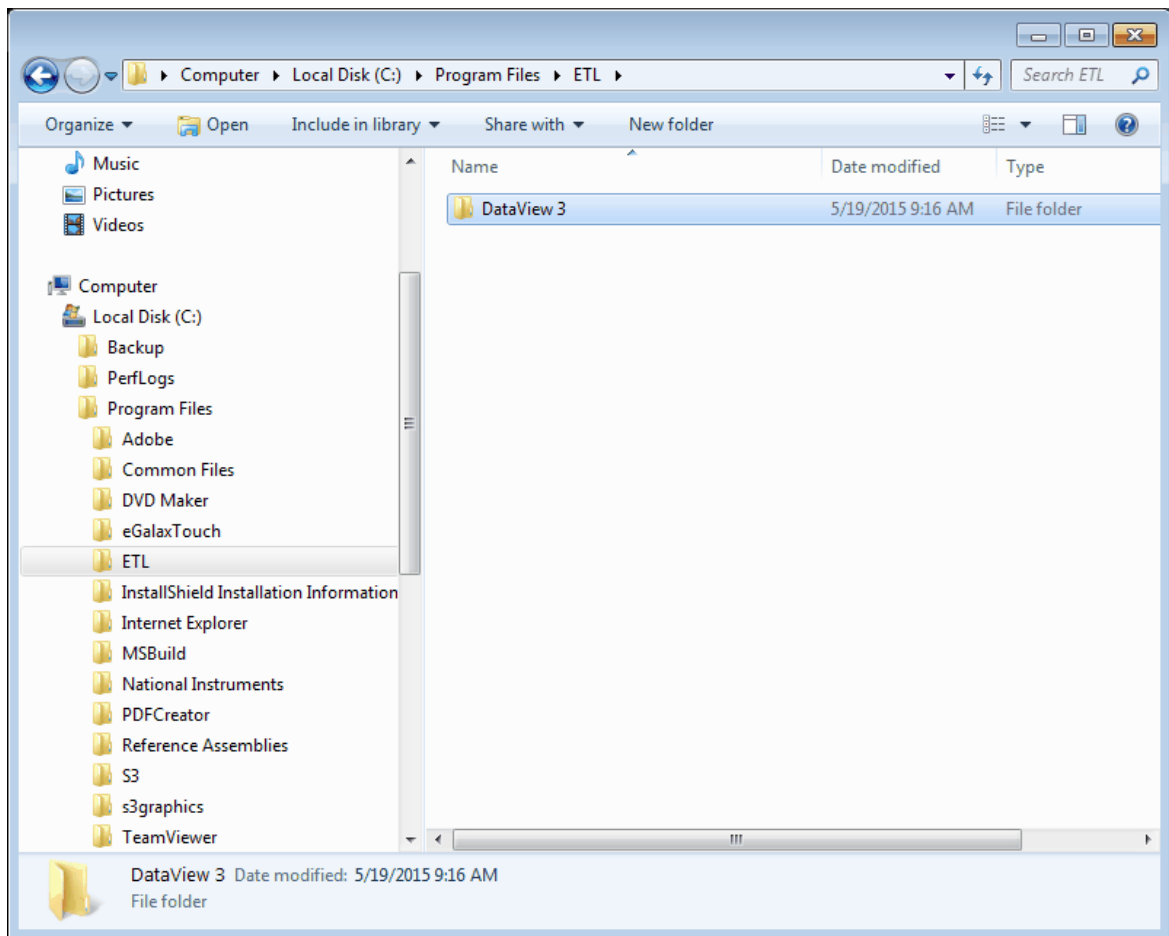 Computer Local Disk (C:) Program Files ETL Search ETL
Organize Open Include in library Share with New folder
Music
Pictures
Videos
Computer
Local Disk (C:)
Backup
PerfLogs
Program Files
Adobe
Common Files
DVD Maker
eGalaxTouch
ETL
InstallShield Installation Information
Internet Explorer
MSBuild
National Instruments
PDFCreator
Reference Assemblies
S3
s3graphics
TeamViewer
Name Date modified Type
DataView 3 5/19/2015 9:16 AM File folder
DataView 3 Date modified: 5/19/2015 9:16 AM
File folder